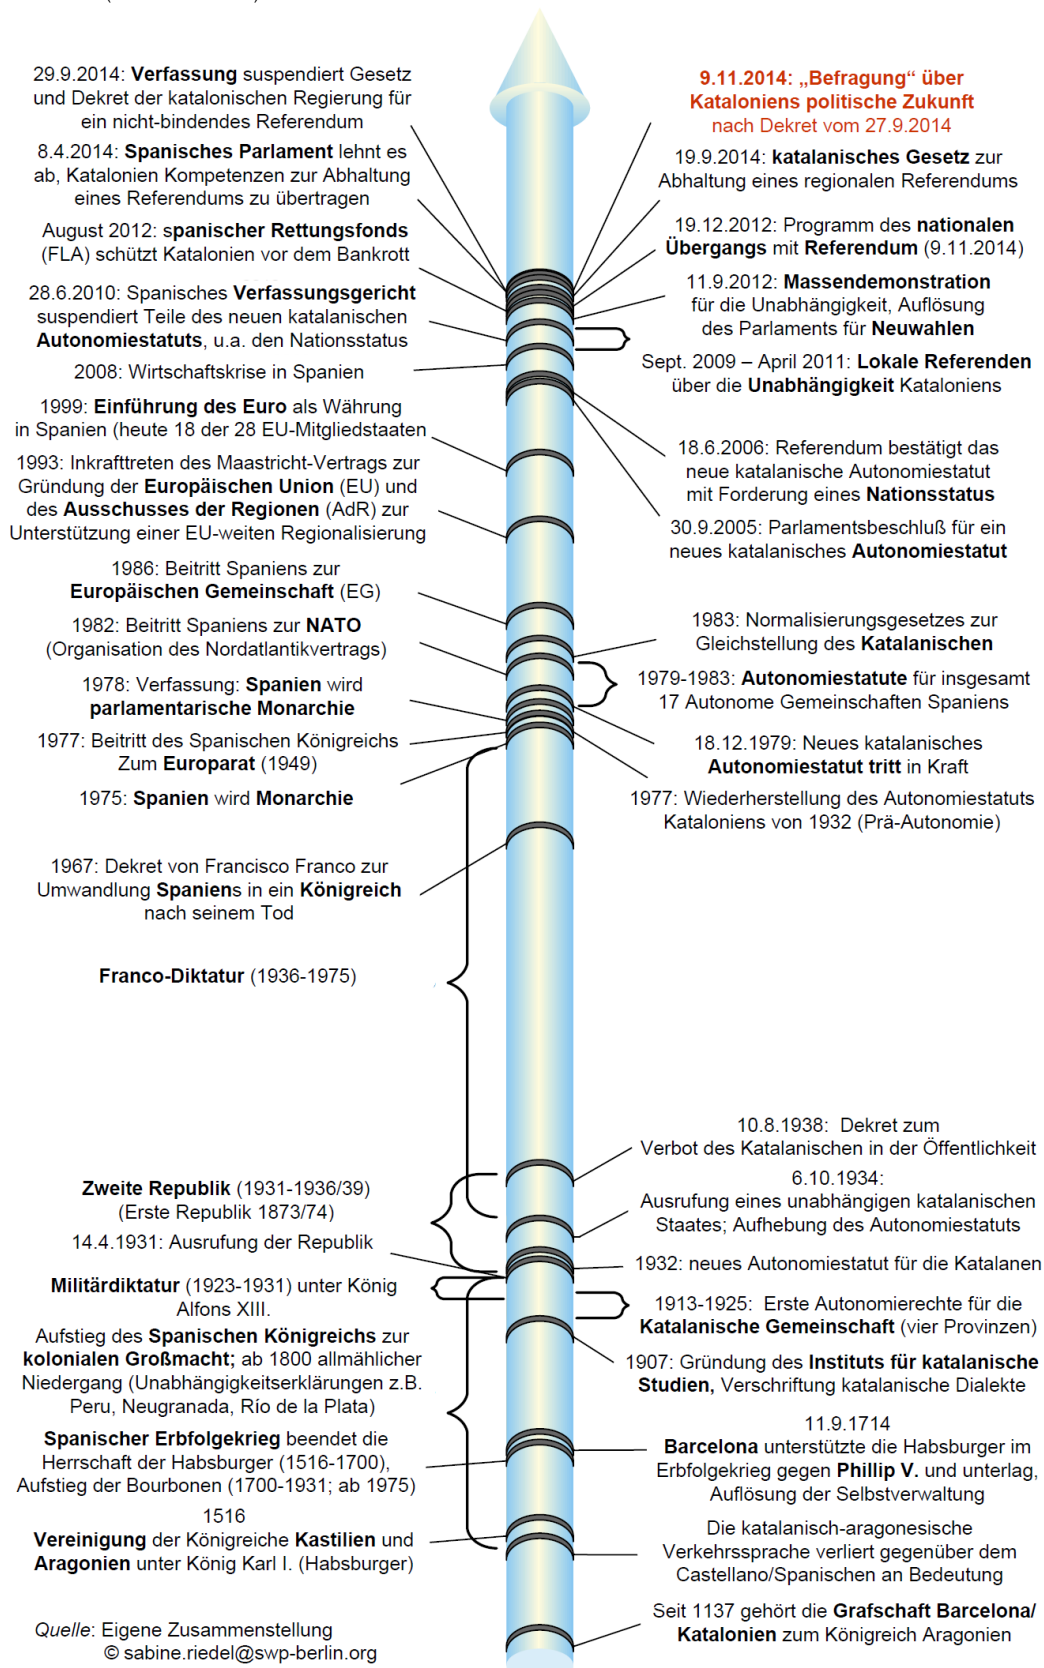 29.9.2014: Verfassung suspendiert Gesetz
und Dekret der katalonischen Regierung für
ein nicht-bindendes Referendum
8.4.2014: Spanisches Parlament lehnt es
ab, Katalonien Kompetenzen zur Abhaltung
eines Referendums zu übertragen
August 2012: spanischer Rettungsfonds
(FLA) schützt Katalonien vor dem Bankrott
28.6.2010: Spanisches Verfassungsgericht
suspendiert Teile des neuen katalanischen
Autonomiestatuts, u.a. den Nationsstatus
2008: Wirtschaftskrise in Spanien
1999: Einführung des Euro als Währung
in Spanien (heute 18 der 28 EU-Mitgliedstaaten
1993: Inkrafttreten des Maastricht-Vertrags zur
Gründung der Europäischen Union (EU) und
des Ausschusses der Regionen (AdR) zur
Unterstützung einer EU-weiten Regionalisierung
1986: Beitritt Spaniens zur
Europäischen Gemeinschaft (EG)
1982: Beitritt Spaniens zur NATO
(Organisation des Nordatlantikvertrags)
1978: Verfassung: Spanien wird
parlamentarische Monarchie
1977: Beitritt des Spanischen Königreichs
Zum Europarat (1949)
1975: Spanien wird Monarchie
1967: Dekret von Francisco Franco zur
Umwandlung Spaniens in ein Königreich
nach seinem Tod
Franco-Diktatur (1936-1975)
Zweite Republik (1931-1936/39)
(Erste Republik 1873/74)
14.4.1931: Ausrufung der Republik
Militärdiktatur (1923-1931) unter König
Alfons XIII.
Aufstieg des Spanischen Königreichs zur
kolonialen Großmacht; ab 1800 allmählicher
Niedergang (Unabhängigkeitserklärungen z.B.
Peru, Neugranada, Río de la Plata)
Spanischer Erbfolgekrieg beendet die
Herrschaft der Habsburger (1516-1700),
Aufstieg der Bourbonen (1700-1931; ab 1975)
1516
Vereinigung der Königreiche Kastilien und
Aragonien unter König Karl I. (Habsburger)
Quelle: Eigene Zusammenstellung
© sabine.riedel@swp-berlin.org
9.11.2014: „Befragung“ über
Kataloniens politische Zukunft
nach Dekret vom 27.9.2014
19.9.2014: katalanisches Gesetz zur
Abhaltung eines regionalen Referendums
19.12.2012: Programm des nationalen
Übergangs mit Referendum (9.11.2014)
11.9.2012: Massendemonstration
für die Unabhängigkeit, Auflösung
des Parlaments für Neuwahlen
Sept. 2009 – April 2011: Lokale Referenden
über die Unabhängigkeit Kataloniens
18.6.2006: Referendum bestätigt das
neue katalanische Autonomiestatut
mit Forderung eines Nationsstatus
30.9.2005: Parlamentsbeschluß für ein
neues katalanisches Autonomiestatut
1983: Normalisierungsgesetzes zur
Gleichstellung des Katalanischen
1979-1983: Autonomiestatute für insgesamt
17 Autonome Gemeinschaften Spaniens
18.12.1979: Neues katalanisches
Autonomiestatut tritt in Kraft
1977: Wiederherstellung des Autonomiestatuts
Kataloniens von 1932 (Prä-Autonomie)
10.8.1938: Dekret zum
Verbot des Katalanischen in der Öffentlichkeit
6.10.1934:
Ausrufung eines unabhängigen katalanischen
Staates; Aufhebung des Autonomiestatuts
1932: neues Autonomiestatut für die Katalanen
1913-1925: Erste Autonomierechte für die
Katalanische Gemeinschaft (vier Provinzen)
1907: Gründung des Instituts für katalanische
Studien, Verschriftung katalanische Dialekte
11.9.1714
Barcelona unterstützte die Habsburger im
Erbfolgekrieg gegen Phillip V. und unterlag,
Auflösung der Selbstverwaltung
Die katalanisch-aragonesische
Verkehrssprache verliert gegenüber dem
Castellano/Spanischen an Bedeutung
Seit 1137 gehört die Grafschaft Barcelona/
Katalonien zum Königreich Aragonien